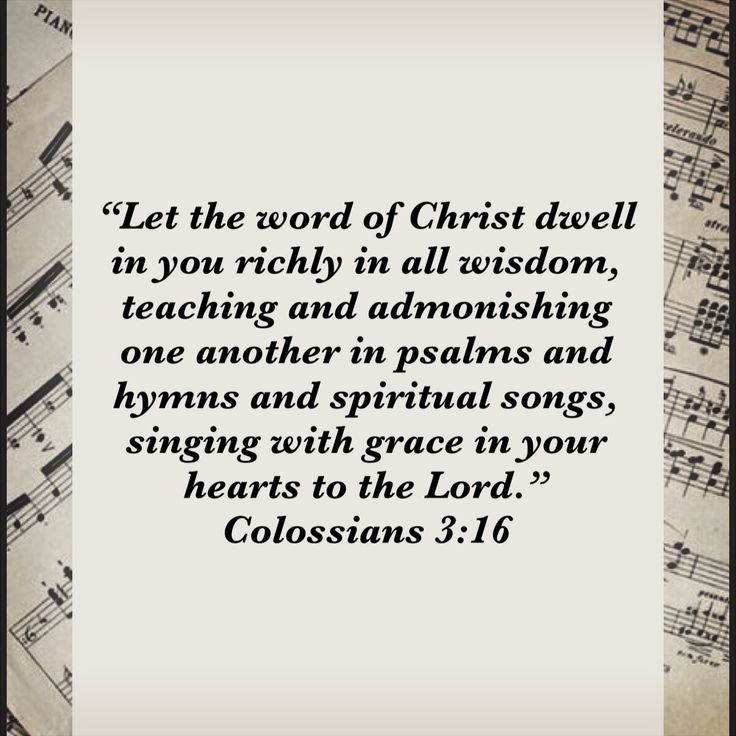 PIAN
“Let the word of Christ dwell
in you richly in all wisdom,
teaching and admonishing
one another in psalms and
hymns and spiritual songs,
singing with grace in your
hearts to the Lord.”
Colossians 3:16